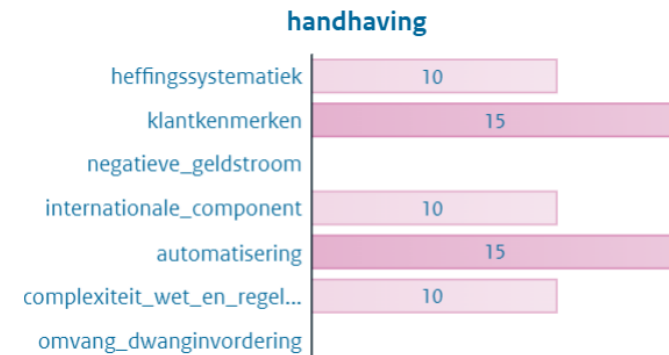 handhaving
heffingssystematiek 10
klantkenmerken 15
negatieve_geldstroom
internationale_component 10
automatisering 15
complexiteit_wet_en_regel... 10
omvang_dwanginvordering